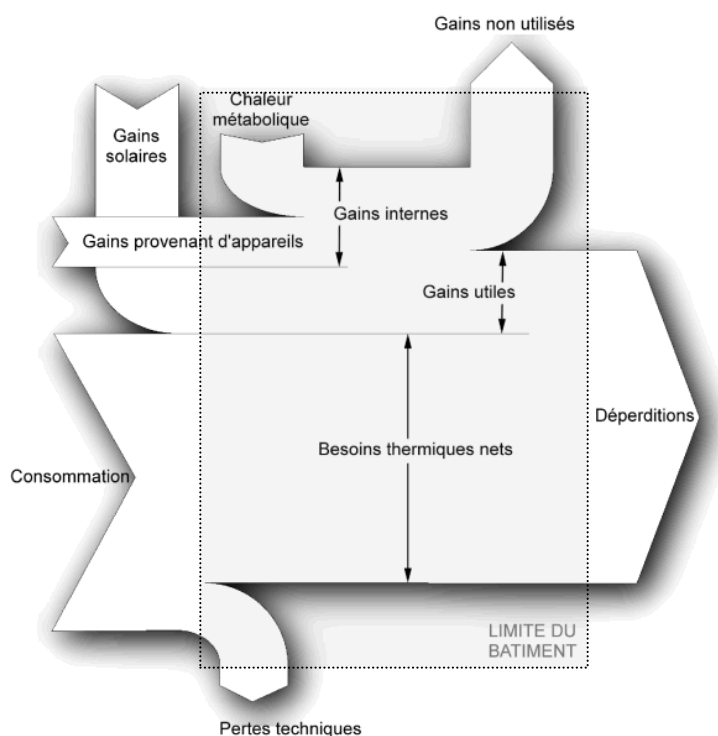 Gains non utilisés
Chaleur
métabolique
Gains
solaires
Gains internes
Gains provenant d'appareils
Gains utiles
Déperditions
Besoins thermiques nets
Consommation
LIMITE DU
BATIMENT
Pertes techniques